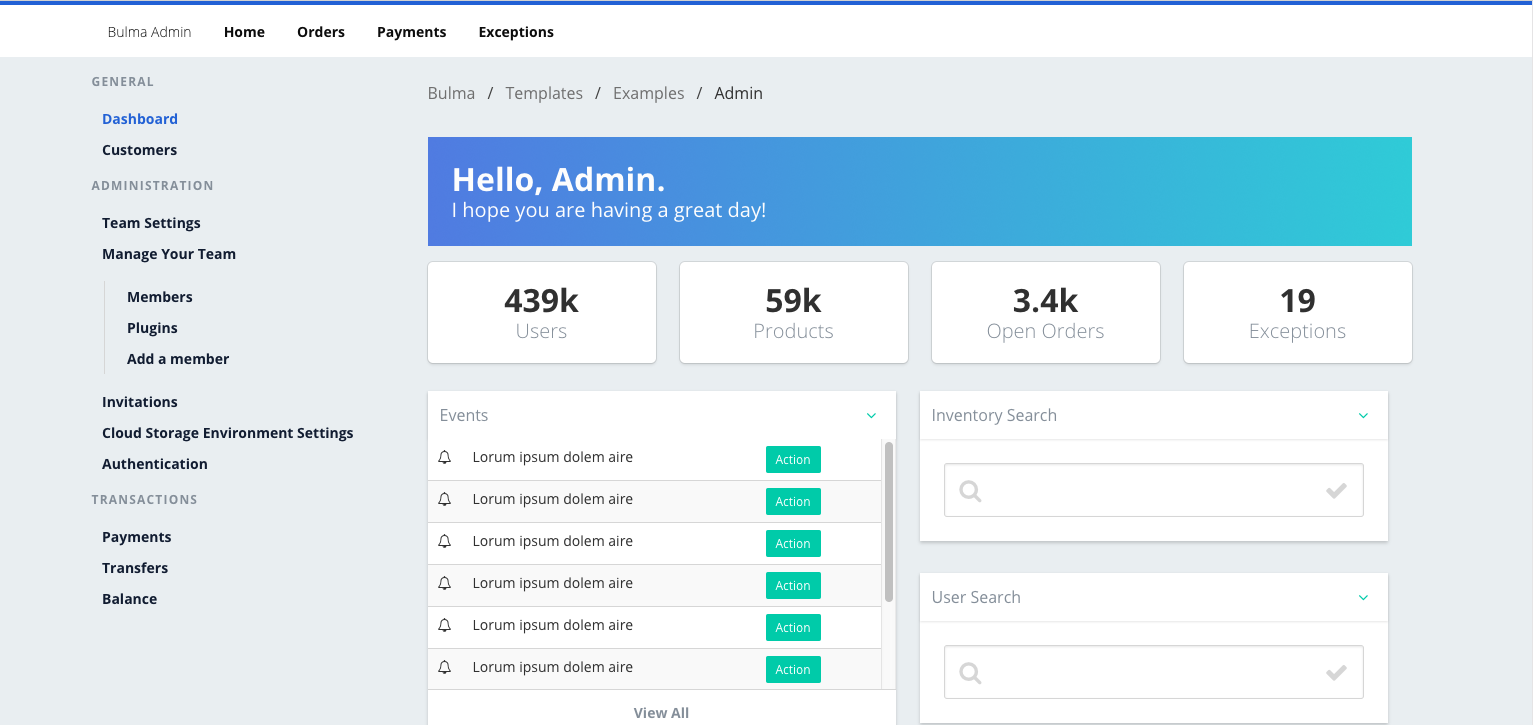 Bulma Admin Home Orders Payments Exceptions
GENERAL
Dashboard
Customers
ADMINISTRATION
Team Settings
Manage Your Team
Members
Plugins
Add a member
Invitations
Cloud Storage Environment Settings
Authentication
TRANSACTIONS
Payments
Transfers
Balance
Bulma / Templates / Examples / Admin
Hello, Admin.
I hope you are having a great day!
439k
Users
59k
Products
3.4k
Open Orders
19
Exceptions
Events
Lorum ipsum dolem aire Action
Lorum ipsum dolem aire Action
Lorum ipsum dolem aire Action
Lorum ipsum dolem aire Action
Lorum ipsum dolem aire Action
Lorum ipsum dolem aire Action
View All
Inventory Search
User Search